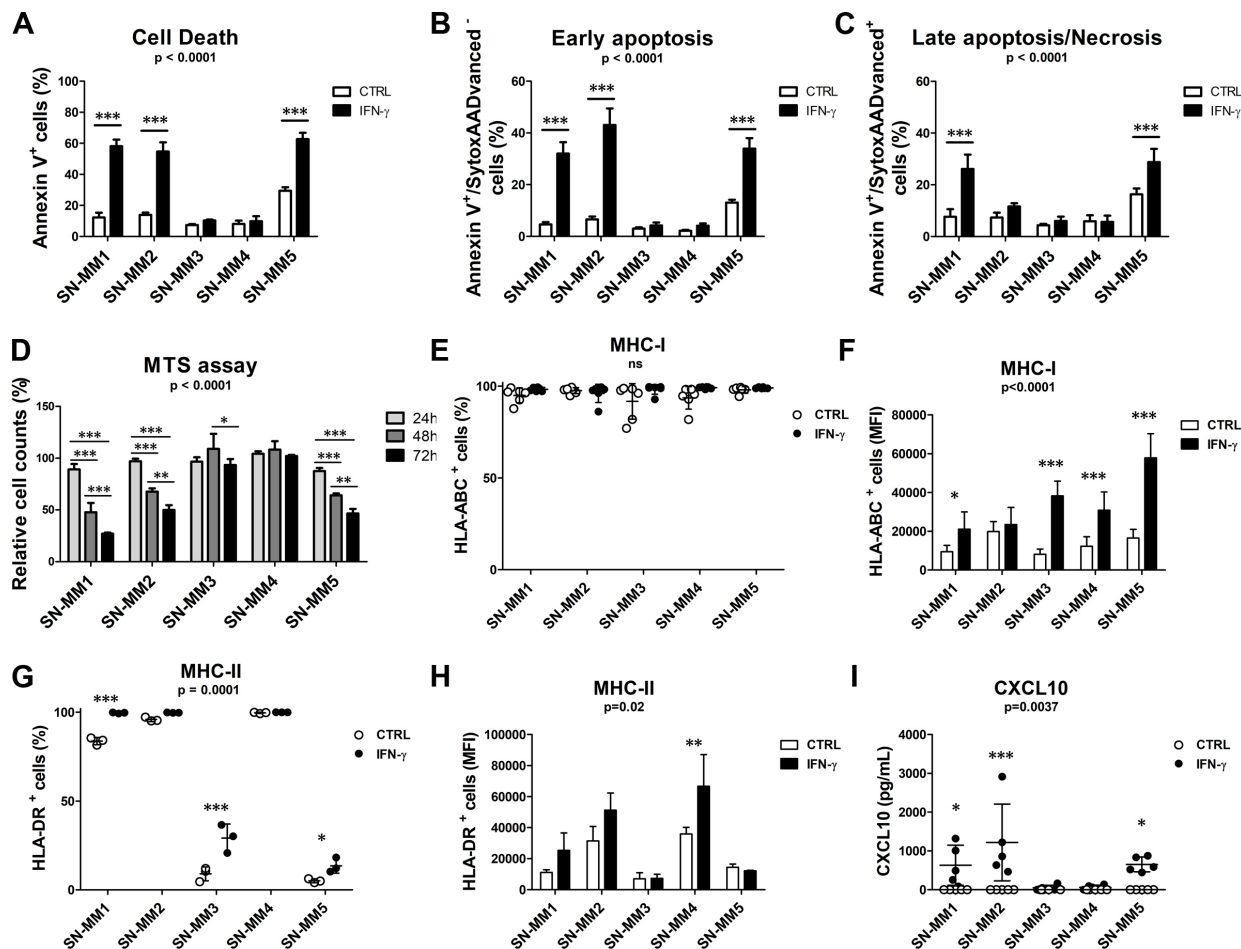 A
Cell Death
p < 0.0001
Annexin V+ cells (%)
100
80
60
40
20
0
***
***
***
CTRL
IFN-γ
SN-MM1
SN-MM2
SN-MM3
SN-MM4
SN-MM5
B
Early apoptosis
p < 0.0001
Annexin V+/SytoxAADvanced -
cells (%)
60
40
20
0
***
***
***
CTRL
IFN-γ
SN-MM1
SN-MM2
SN-MM3
SN-MM4
SN-MM5
C
Late apoptosis/Necrosis
p < 0.0001
Annexin V+/SytoxAADvanced+
cells (%)
60
40
20
0
***
***
CTRL
IFN-γ
SN-MM1
SN-MM2
SN-MM3
SN-MM4
SN-MM5
D
MTS assay
p < 0.0001
Relative cell counts (%)
150
100
50
0
***
***
***
***
***
**
*
***
***
**
24h
48h
72h
SN-MM1
SN-MM2
SN-MM3
SN-MM4
SN-MM5
E
MHC-I
ns
HLA-ABC + cells (%)
100
50
0
CTRL
IFN-γ
SN-MM1
SN-MM2
SN-MM3
SN-MM4
SN-MM5
F
MHC-I
p<0.0001
HLA-ABC + cells (MFI)
80000
60000
40000
20000
0
*
***
***
***
CTRL
IFN-γ
SN-MM1
SN-MM2
SN-MM3
SN-MM4
SN-MM5
G
MHC-II
p = 0.0001
HLA-DR + cells (%)
100
50
0
***
***
*
CTRL
IFN-γ
SN-MM1
SN-MM2
SN-MM3
SN-MM4
SN-MM5
H
MHC-II
p=0.02
HLA-DR + cells (MFI)
100000
80000
60000
40000
20000
0
**
CTRL
IFN-γ
SN-MM1
SN-MM2
SN-MM3
SN-MM4
SN-MM5
I
CXCL10
p=0.0037
CXCL10 (pg/mL)
4000
3000
2000
1000
0
*
***
*
CTRL
IFN-γ
SN-MM1
SN-MM2
SN-MM3
SN-MM4
SN-MM5